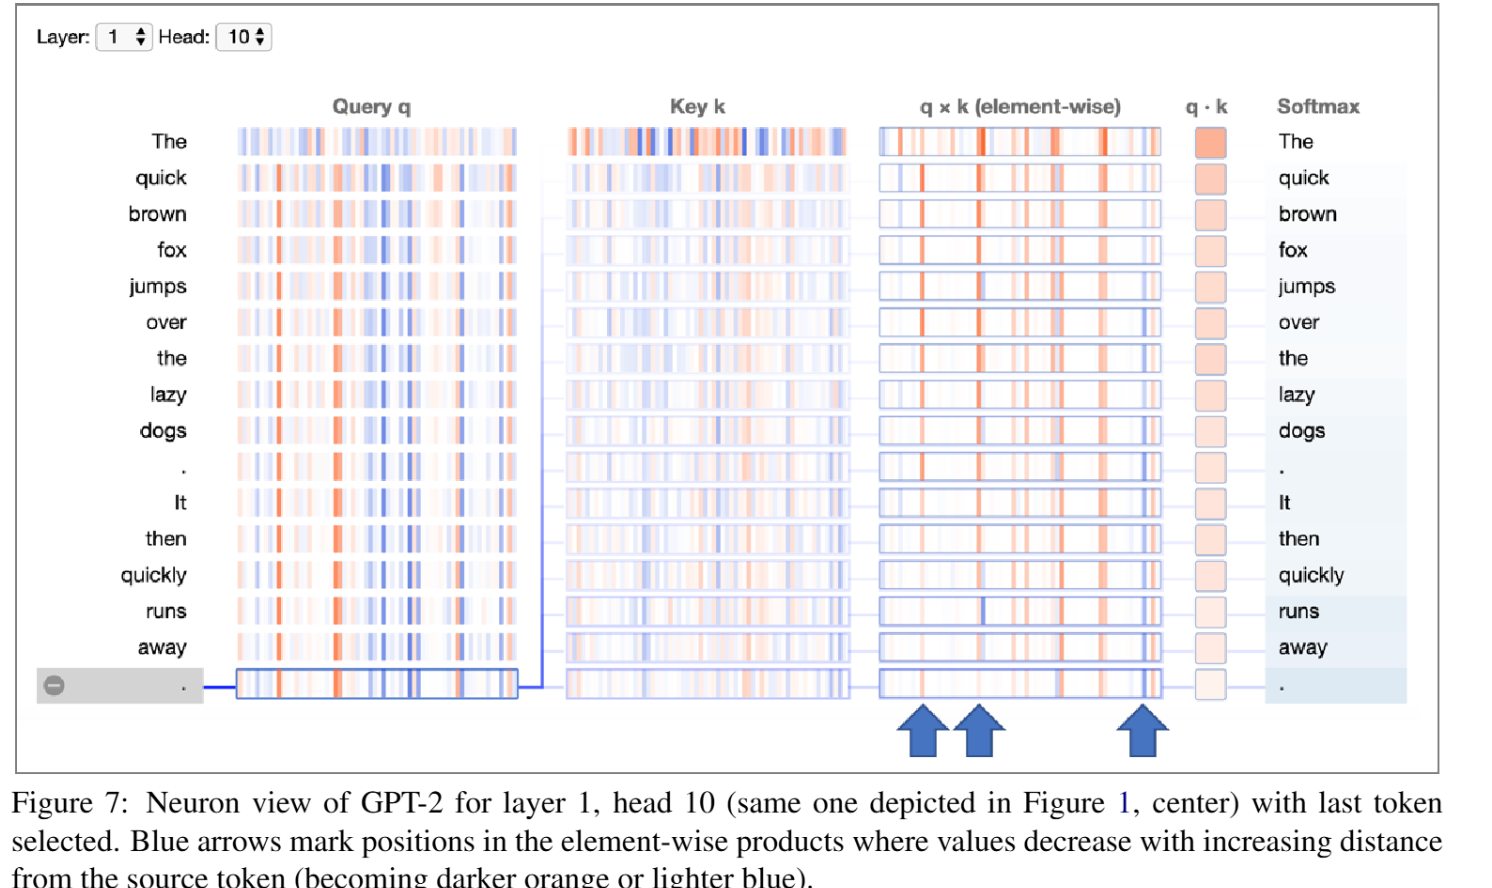 Layer: 1 Head: 10
Query q Key k q × k (element-wise) q · k Softmax
The The
quick quick
brown brown
fox fox
jumps jumps
over over
the the
lazy lazy
dogs dogs
. .
It It
then then
quickly quickly
runs runs
away away
. .
Figure 7: Neuron view of GPT-2 for layer 1, head 10 (same one depicted in Figure 1, center) with last token
selected. Blue arrows mark positions in the element-wise products where values decrease with increasing distance
from the source token (becoming darker orange or lighter blue).